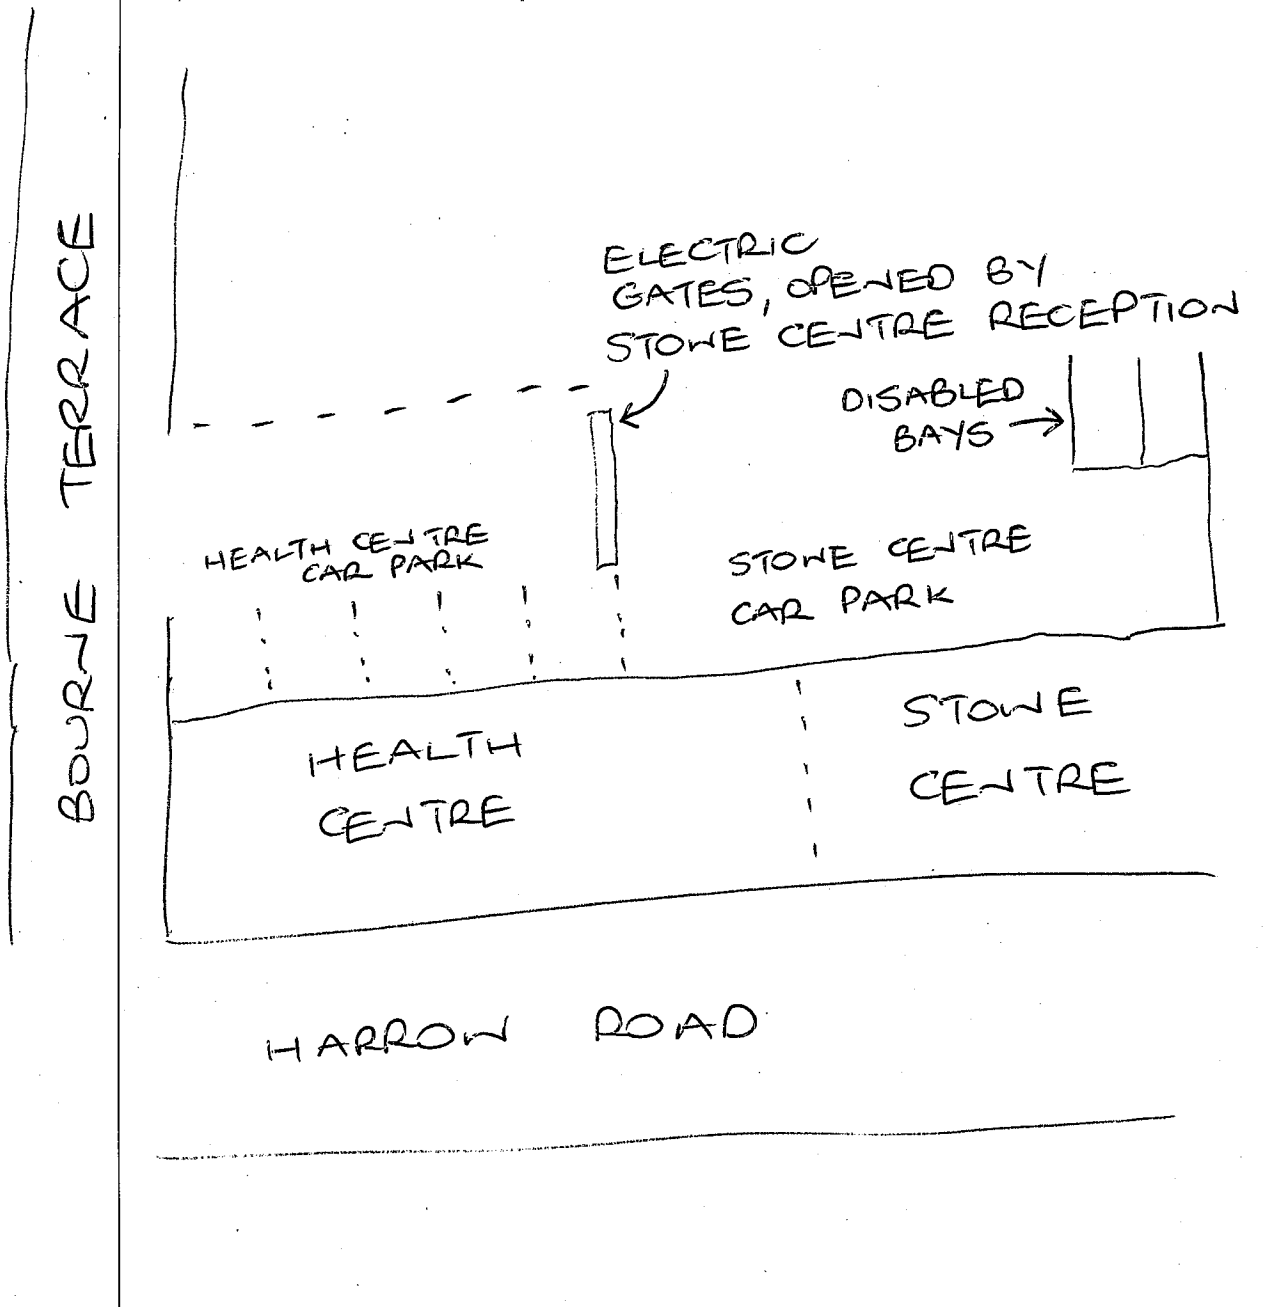 BOURNE TERRACE
ELECTRIC
GATES, OPENED BY
STOWE CENTRE RECEPTION
DISABLED
BAYS
HEALTH CENTRE
CAR PARK
STOWE CENTRE
CAR PARK
HEALTH
CENTRE
STOWE
CENTRE
HARROW ROAD